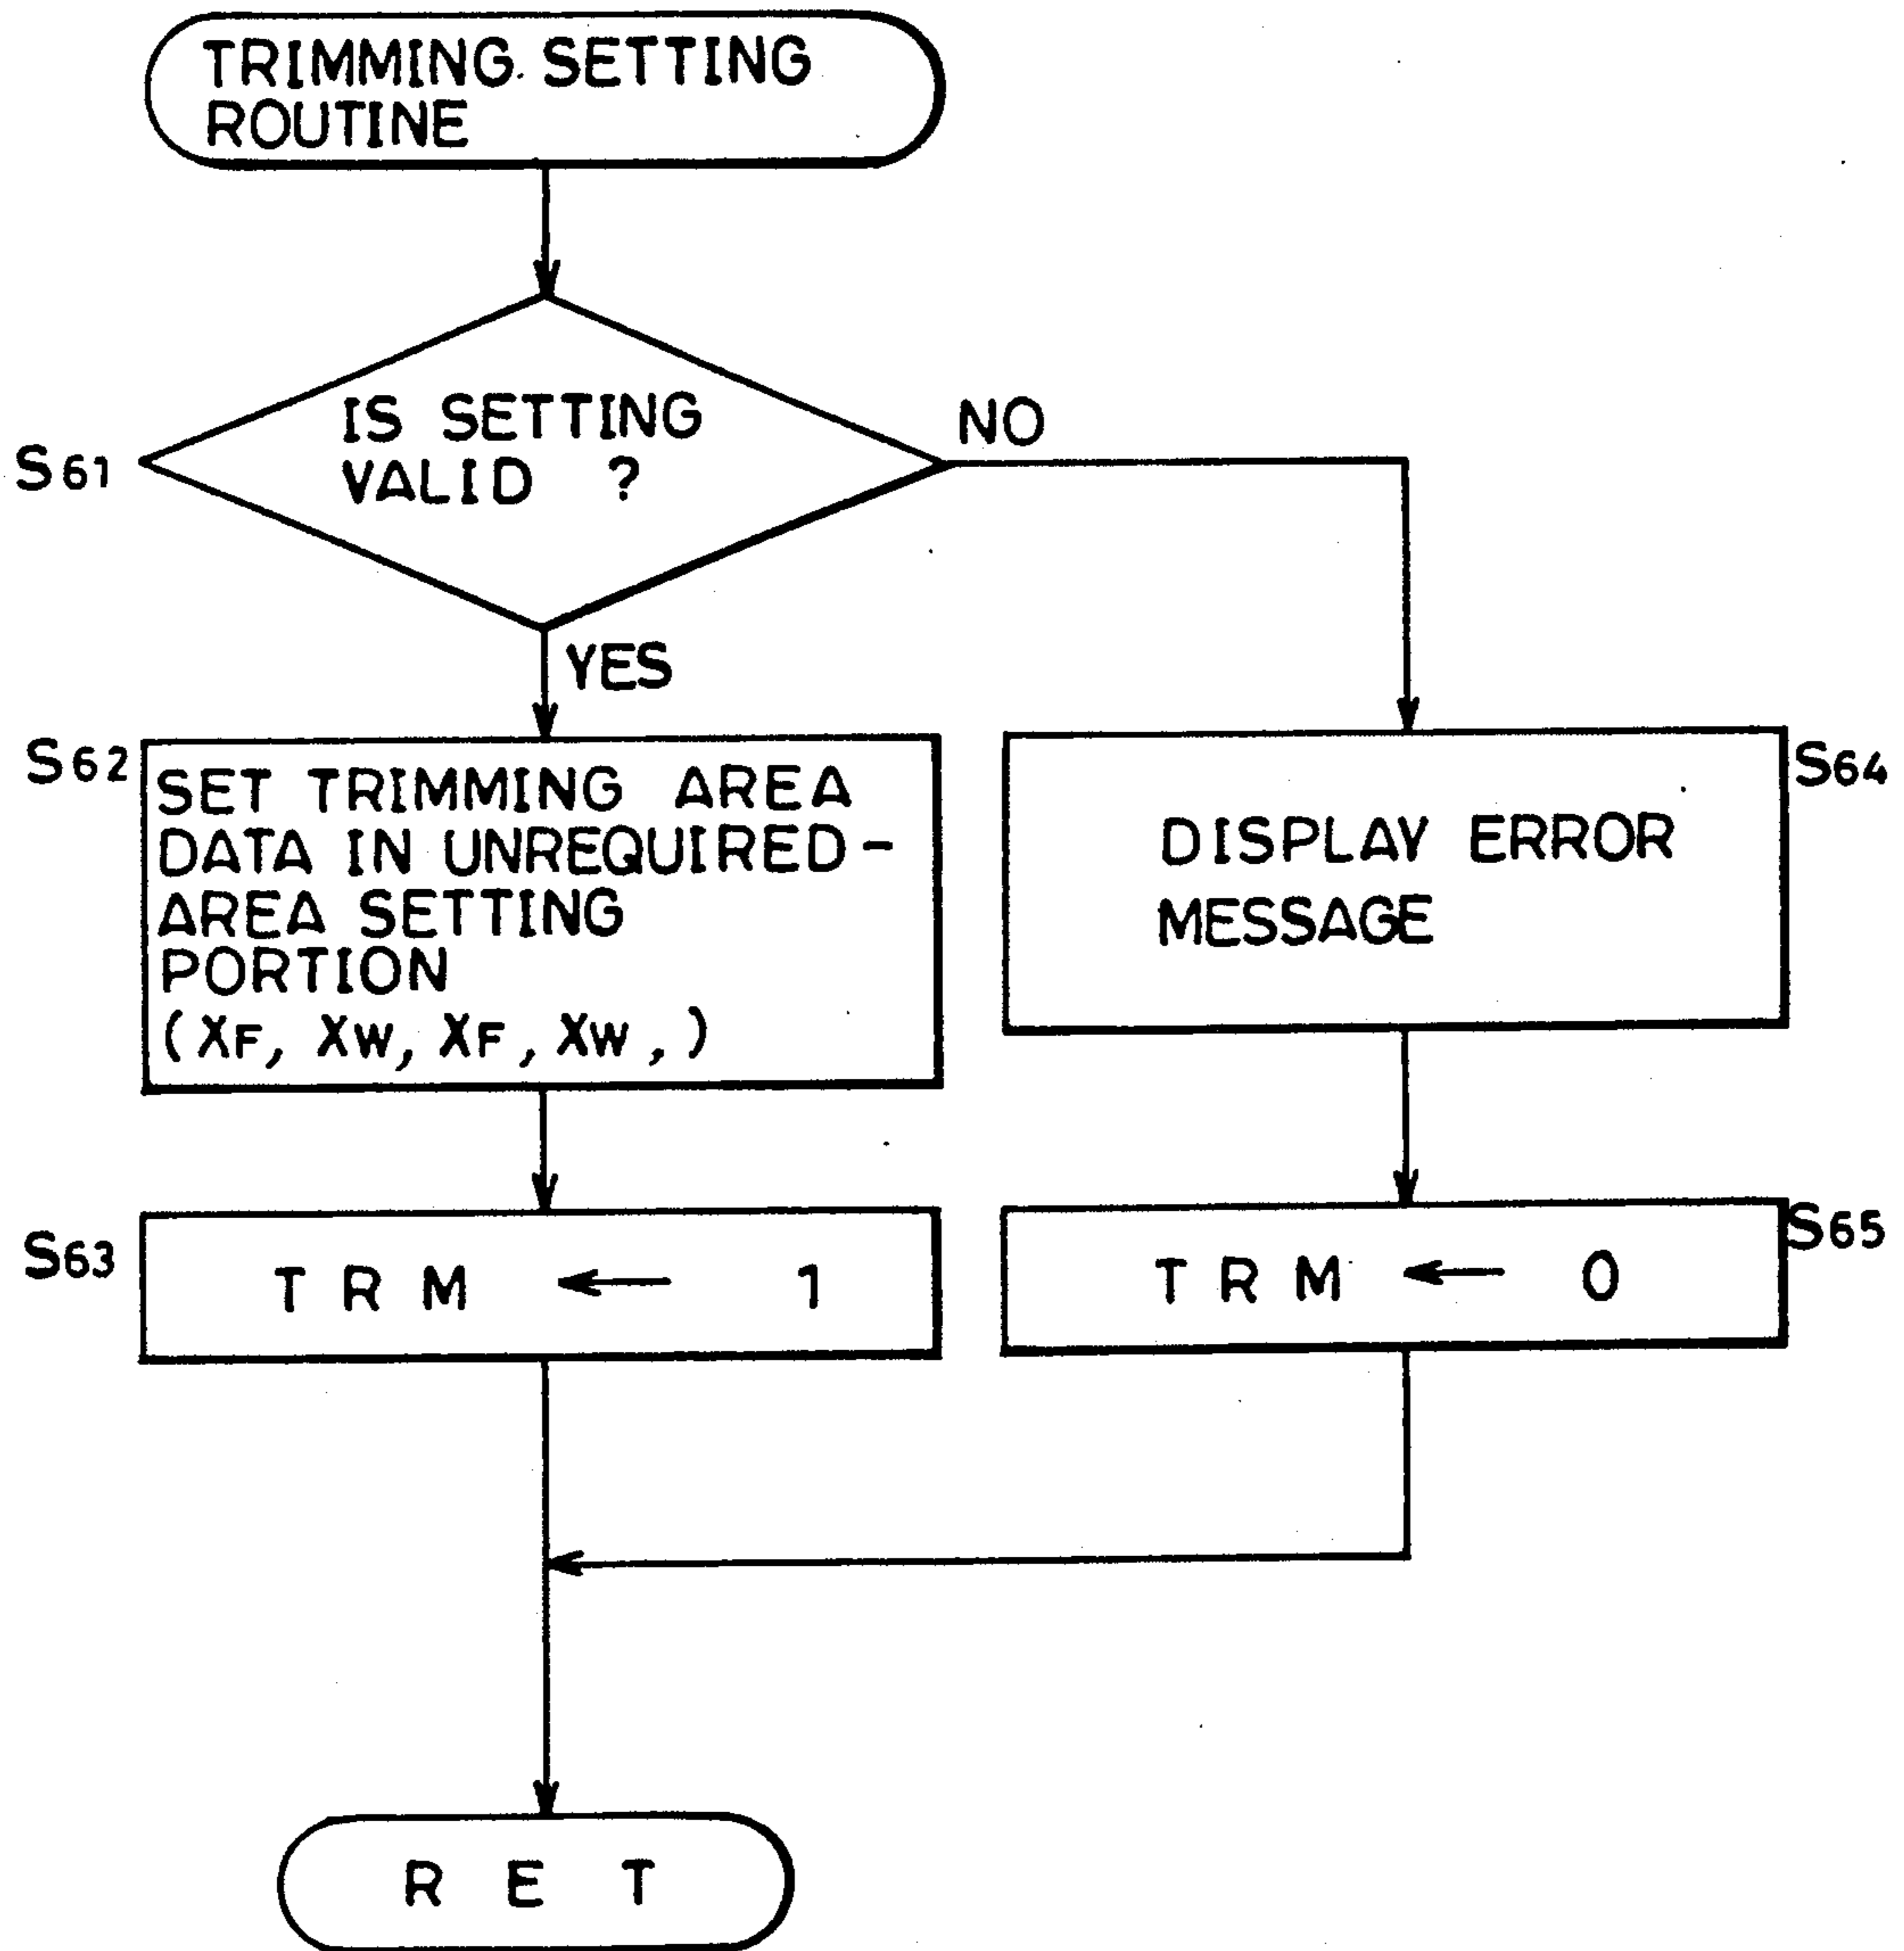 TRIMMING SETTING
ROUTINE
IS SETTING
VALID ?
S61
NO
YES
S62
SET TRIMMING AREA
DATA IN UNREQUIRED-
AREA SETTING
PORTION
(XF, XW, XF, XW,)
S64
DISPLAY ERROR
MESSAGE
S63
TRM ← 1
S65
TRM ← 0
RET